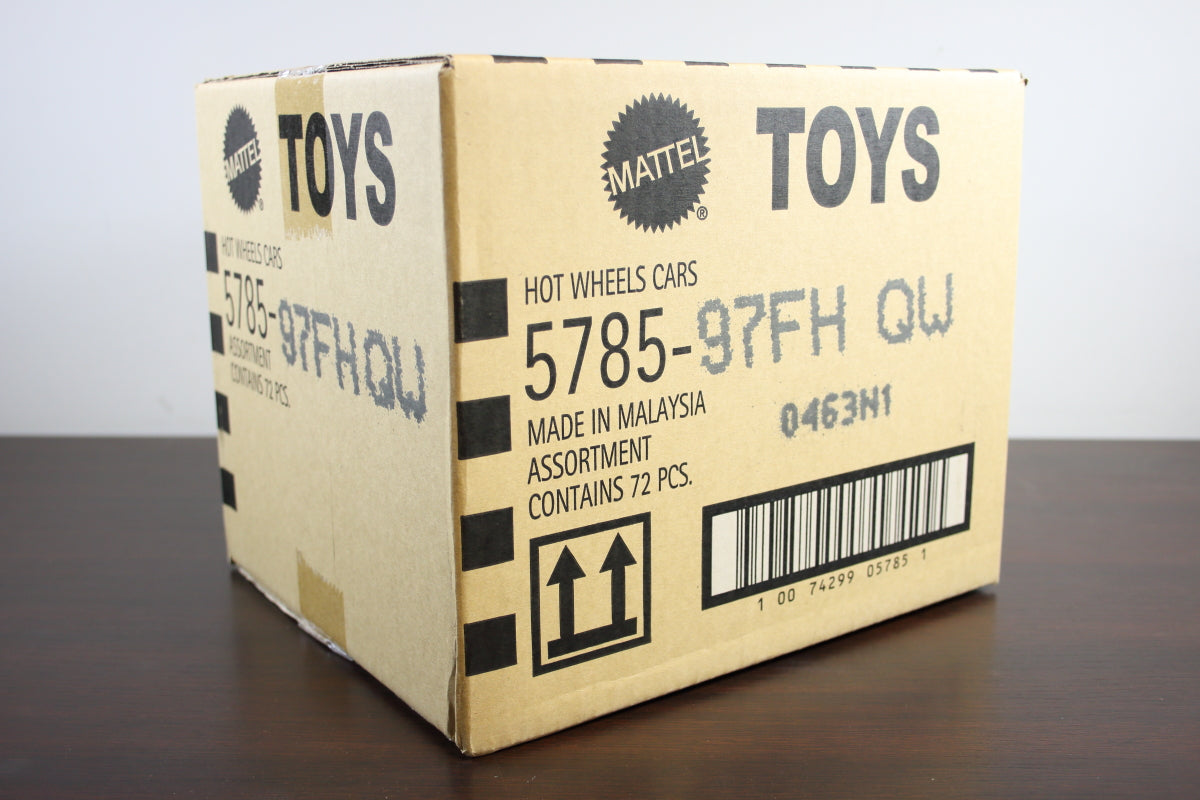 MATTEL
®
TOYS
HOT WHEELS CARS
5785-97FHQW
ASSORTMENT
CONTAINS 72 PCS.
MATTEL
®
TOYS
HOT WHEELS CARS
5785-97FH QW
MADE IN MALAYSIA
0463N1
ASSORTMENT
CONTAINS 72 PCS.
1 00 74299 05785 1